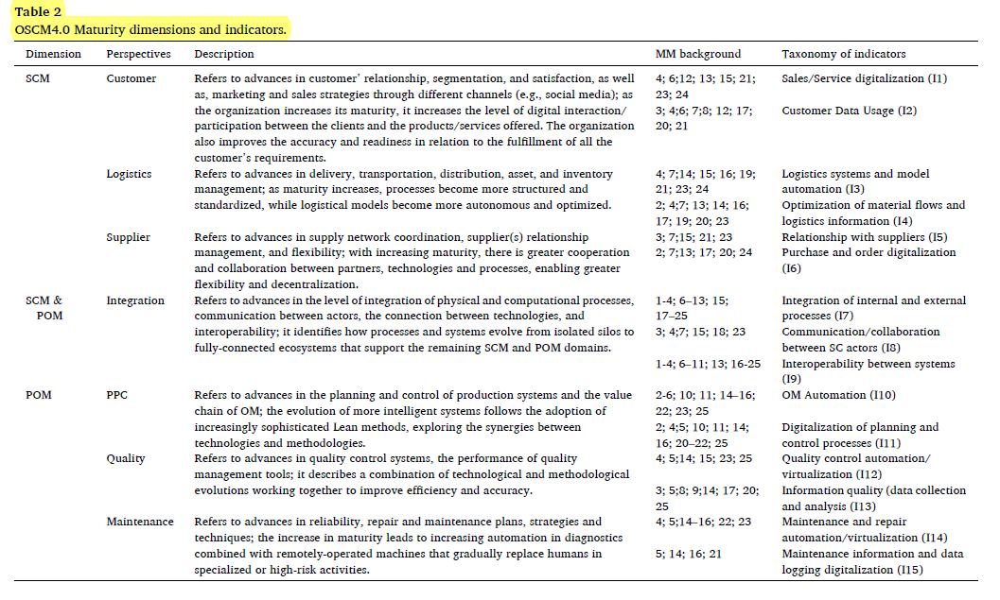 Table 2
OSCM4.0 Maturity dimensions and indicators.
Dimension Perspectives Description MM background Taxonomy of indicators
SCM Customer Refers to advances in customer' relationship, segmentation, and satisfaction, as well 4; 6;12; 13; 15; 21; Sales/Service digitalization (I1)
as, marketing and sales strategies through different channels (e.g., social media); as 23; 24
the organization increases its maturity, it increases the level of digital interaction/ 3; 4;6; 7;8; 12; 17; Customer Data Usage (I2)
participation between the clients and the products/services offered. The organization 20; 21
also improves the accuracy and readiness in relation to the fulfillment of all the
customer's requirements.
Logistics Refers to advances in delivery, transportation, distribution, asset, and inventory 4; 7;14; 15; 16; 19; Logistics systems and model
management; as maturity increases, processes become more structured and 21; 23; 24 automation (I3)
standardized, while logistical models become more autonomous and optimized. 2; 4;7; 13; 14; 16; Optimization of material flows and
17; 19; 20; 23 logistics information (I4)
Supplier Refers to advances in supply network coordination, supplier(s) relationship 3; 7;15; 21; 23 Relationship with suppliers (I5)
management, and flexibility; with increasing maturity, there is greater cooperation 2; 7;13; 17; 20; 24 Purchase and order digitalization
and collaboration between partners, technologies and processes, enabling greater (I6)
flexibility and decentralization.
SCM & Integration Refers to advances in the level of integration of physical and computational processes, 1-4; 6–13; 15; Integration of internal and external
POM communication between actors, the connection between technologies, and 17–25 processes (I7)
interoperability; it identifies how processes and systems evolve from isolated silos to 3; 4;7; 15; 18; 23 Communication/collaboration
fully-connected ecosystems that support the remaining SCM and POM domains. between SC actors (I8)
1-4; 6–11; 13; 16-25 Interoperability between systems
(I9)
POM PPC Refers to advances in the planning and control of production systems and the value 2-6; 10; 11; 14–16; OM Automation (I10)
chain of OM; the evolution of more intelligent systems follows the adoption of 22; 23; 25
increasingly sophisticated Lean methods, exploring the synergies between 2; 4;5; 10; 11; 14; Digitalization of planning and
technologies and methodologies. 16; 20–22; 25 control processes (I11)
Quality Refers to advances in quality control systems, the performance of quality 4; 5;14; 15; 23; 25 Quality control automation/
management tools; it describes a combination of technological and methodological virtualization (I12)
evolutions working together to improve efficiency and accuracy. 3; 5;8; 9;14; 17; 20; Information quality (data collection
25 and analysis (I13)
Maintenance Refers to advances in reliability, repair and maintenance plans, strategies and 4; 5;14–16; 22; 23 Maintenance and repair
techniques; the increase in maturity leads to increasing automation in diagnostics automation/virtualization (I14)
combined with remotely-operated machines that gradually replace humans in 5; 14; 16; 21 Maintenance information and data
specialized or high-risk activities. logging digitalization (I15)